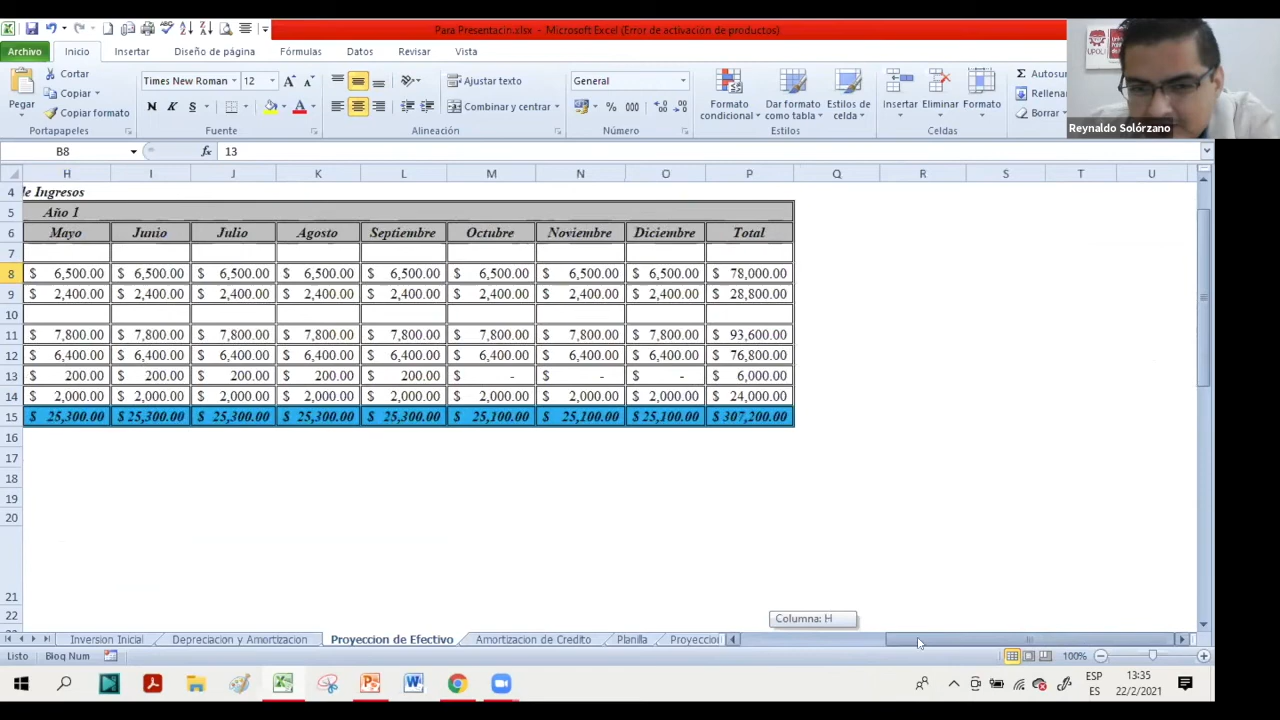 Para Presentacin.xlsx - Microsoft Excel (Error de activación de productos)
Archivo Inicio Insertar Diseño de página Fórmulas Datos Revisar Vista
Cortar
Copiar
Copiar formato
Pegar
Portapapeles
Times New Roman 12
N K S
Fuente
Ajustar texto
Combinar y centrar
Alineación
General
% 000
Número
Formato condicional
Dar formato como tabla
Estilos de celda
Estilos
Insertar Eliminar Formato
Celdas
Autosu
Rellena
Borrar
UPOLI
Reynaldo Solórzano
B8 fx 13
H I J K L M N O P Q R S T U
4 de Ingresos
5 Año 1
6 Mayo Junio Julio Agosto Septiembre Octubre Noviembre Diciembre Total
7
8 $ 6,500.00 $ 6,500.00 $ 6,500.00 $ 6,500.00 $ 6,500.00 $ 6,500.00 $ 6,500.00 $ 6,500.00 $ 78,000.00
9 $ 2,400.00 $ 2,400.00 $ 2,400.00 $ 2,400.00 $ 2,400.00 $ 2,400.00 $ 2,400.00 $ 2,400.00 $ 28,800.00
10
11 $ 7,800.00 $ 7,800.00 $ 7,800.00 $ 7,800.00 $ 7,800.00 $ 7,800.00 $ 7,800.00 $ 7,800.00 $ 93,600.00
12 $ 6,400.00 $ 6,400.00 $ 6,400.00 $ 6,400.00 $ 6,400.00 $ 6,400.00 $ 6,400.00 $ 6,400.00 $ 76,800.00
13 $ 200.00 $ 200.00 $ 200.00 $ 200.00 $ 200.00 $ - $ - $ - $ 6,000.00
14 $ 2,000.00 $ 2,000.00 $ 2,000.00 $ 2,000.00 $ 2,000.00 $ 2,000.00 $ 2,000.00 $ 2,000.00 $ 24,000.00
15 $ 25,300.00 $ 25,300.00 $ 25,300.00 $ 25,300.00 $ 25,300.00 $ 25,100.00 $ 25,100.00 $ 25,100.00 $ 307,200.00
16
17
18
19
20
21
22
Columna: H
Inversion Inicial Depreciacion y Amortizacion Proyeccion de Efectivo Amortizacion de Credito Planilla Proyeccion
Listo Bloq Num 100%
ESP
ES
13:35
22/2/2021